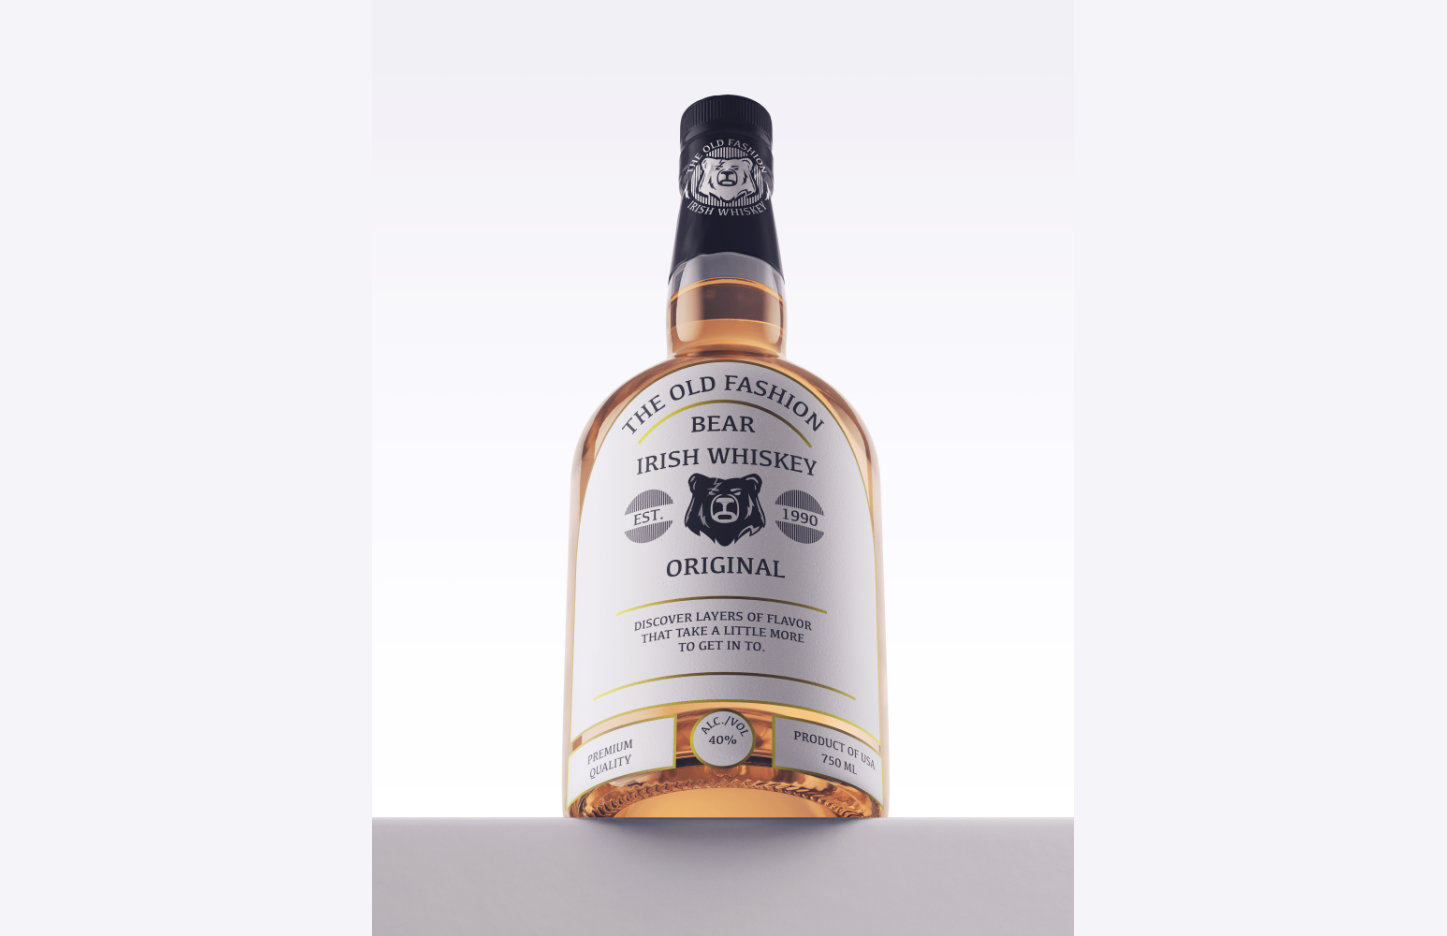 THE OLD FASHION
IRISH WHISKEY
THE OLD FASHION
BEAR
IRISH WHISKEY
EST.
1990
ORIGINAL
DISCOVER LAYERS OF FLAVOR
THAT TAKE A LITTLE MORE
TO GET IN TO.
PREMIUM
QUALITY
ALC./VOL
40%
PRODUCT OF USA
750 ML